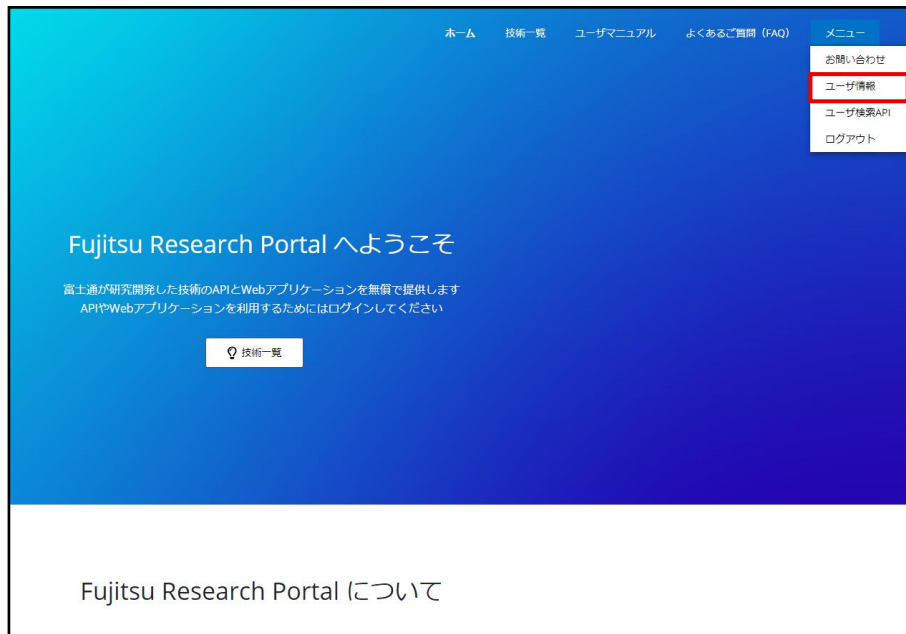 ホーム 技術一覧 ユーザマニュアル よくあるご質問（FAQ） メニュー
お問い合わせ
ユーザ情報
ユーザ検索API
ログアウト
Fujitsu Research Portal へようこそ
富士通が研究開発した技術のAPIとWebアプリケーションを無償で提供します
APIやWebアプリケーションを利用するためにはログインしてください
技術一覧
Fujitsu Research Portal について